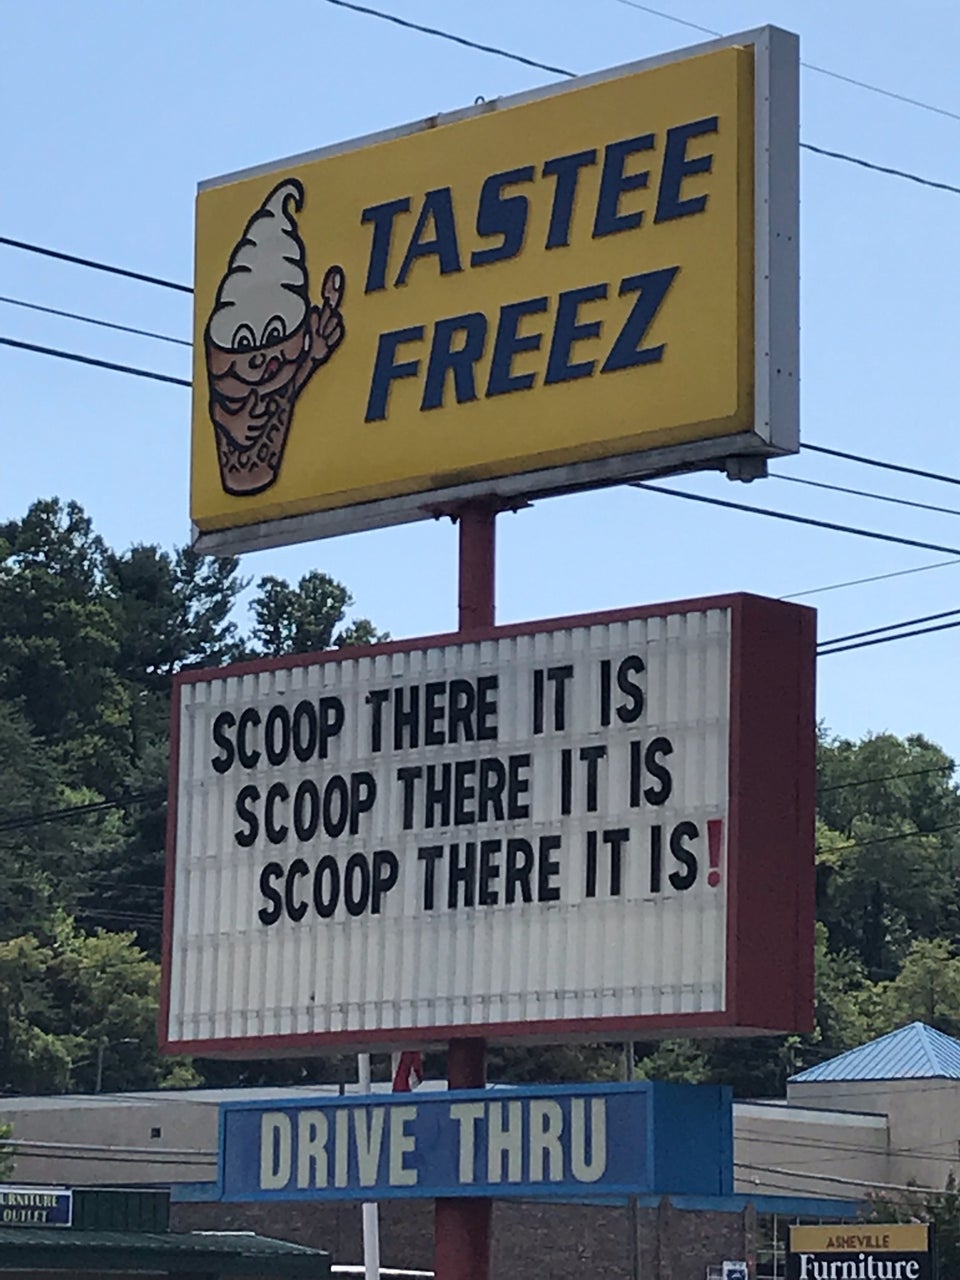 TASTEE
FREEZ
SCOOP THERE IT IS
SCOOP THERE IT IS
SCOOP THERE IT IS!
DRIVE THRU
OUTLET
ASHEVILLE
Furniture